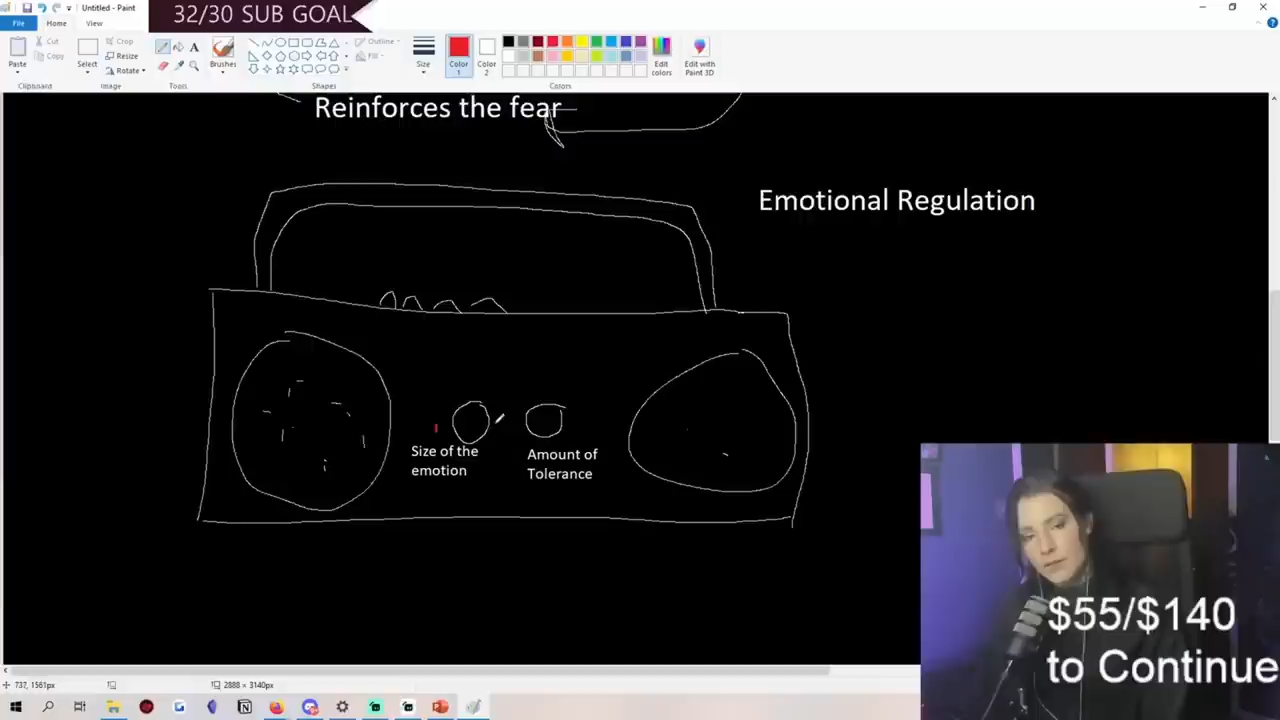 Untitled - Paint
32/30 SUB GOAL
File
Home
View
Paste
Cut
Copy
Clipboard
Select
Crop
Resize
Rotate
Image
A
Tools
Brushes
Outline
Fill
Shapes
Size
Color
1
Color
2
Edit
colors
Edit with
Paint 3D
Colors
Reinforces the fear
Emotional Regulation
Size of the
emotion
Amount of
Tolerance
$55/$140
to Continue
737, 1561px
2888 × 3140px